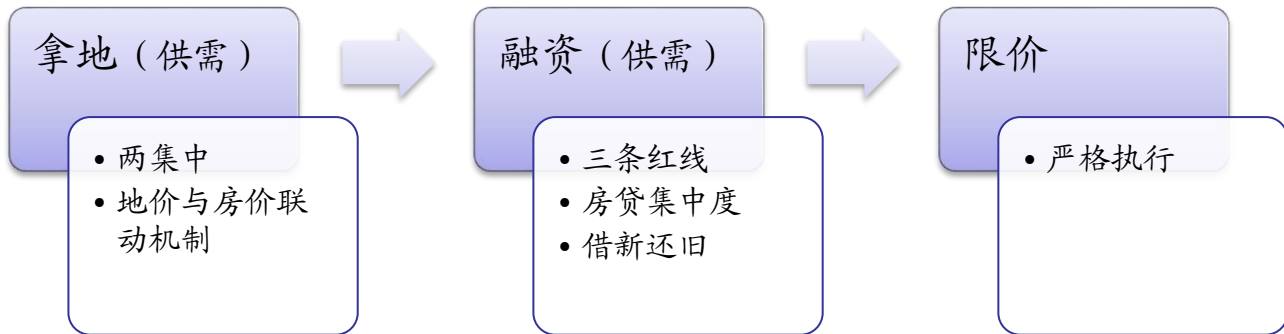 拿地（供需）
• 两集中
• 地价与房价联
动机制
融资（供需）
• 三条红线
• 房贷集中度
• 借新还旧
限价
• 严格执行